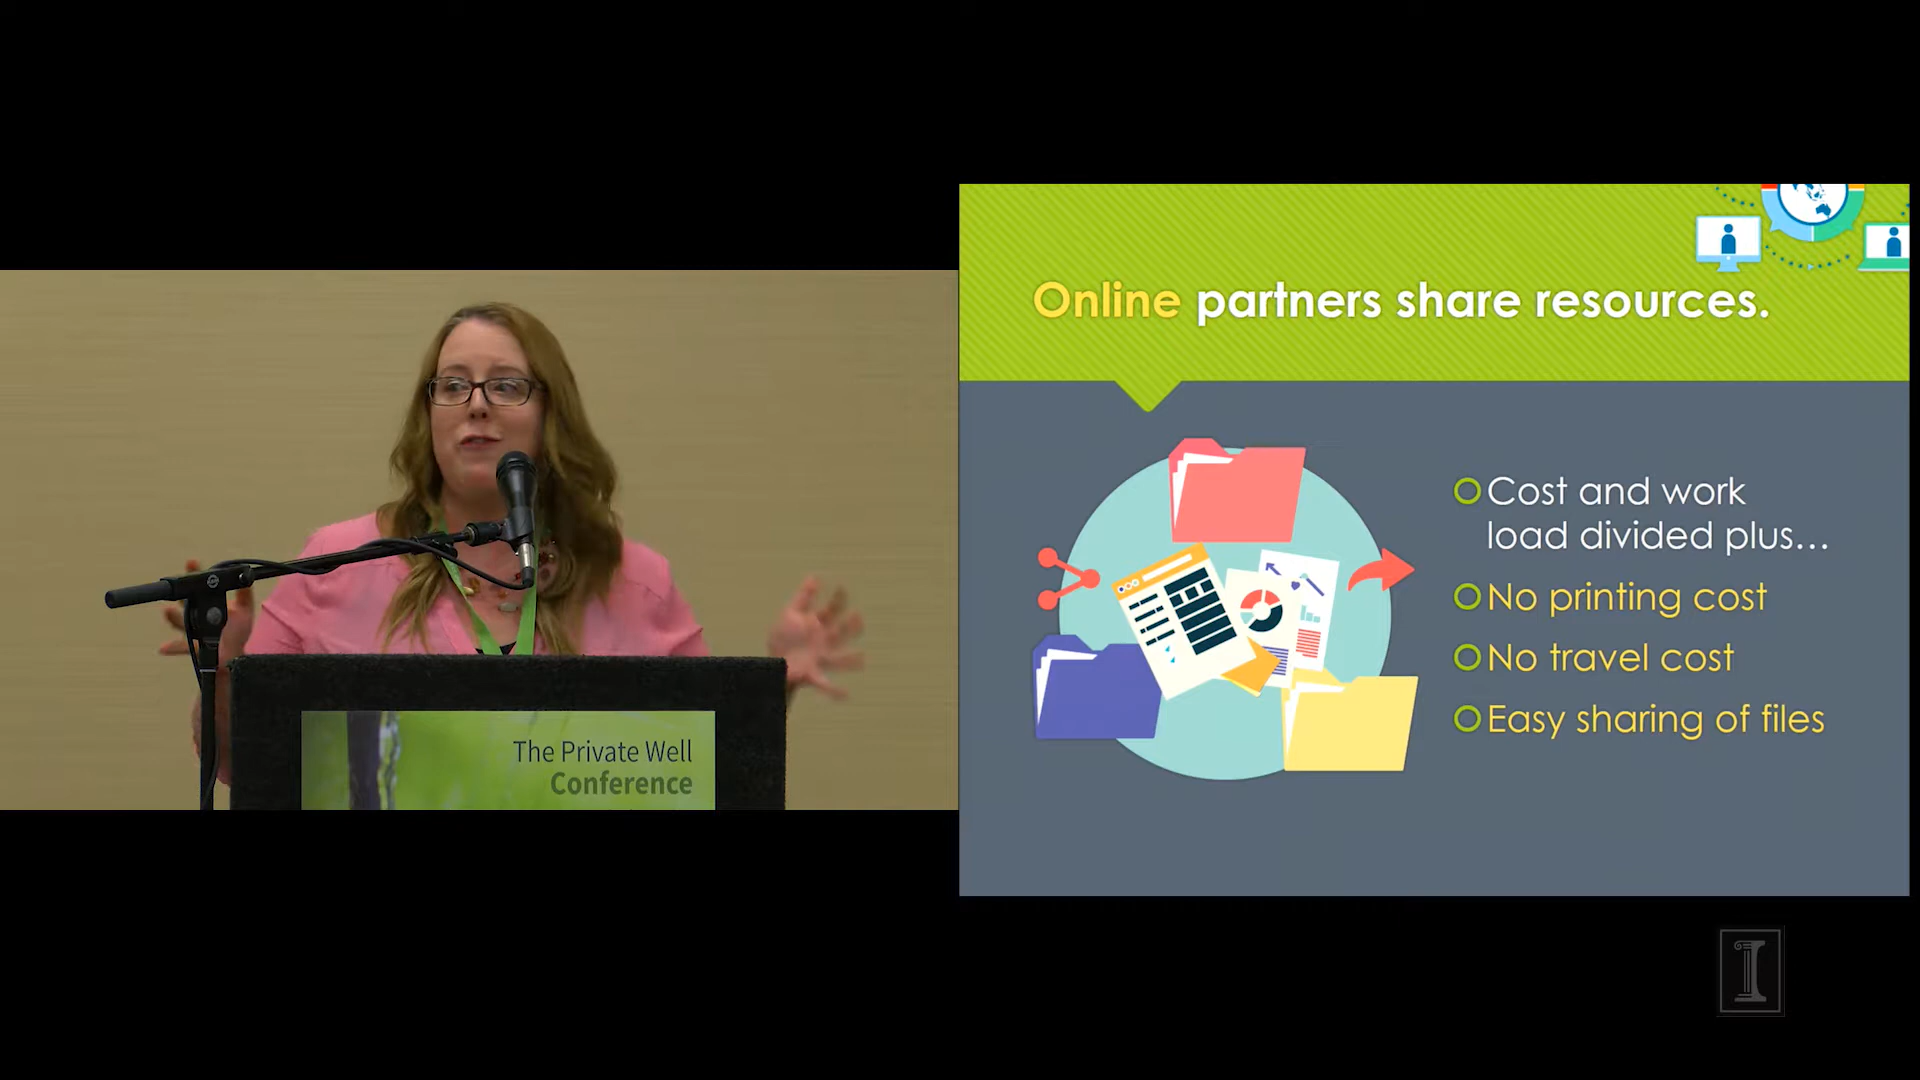 Online partners share resources.
Cost and work
load divided plus...
No printing cost
No travel cost
Easy sharing of files
The Private Well
Conference